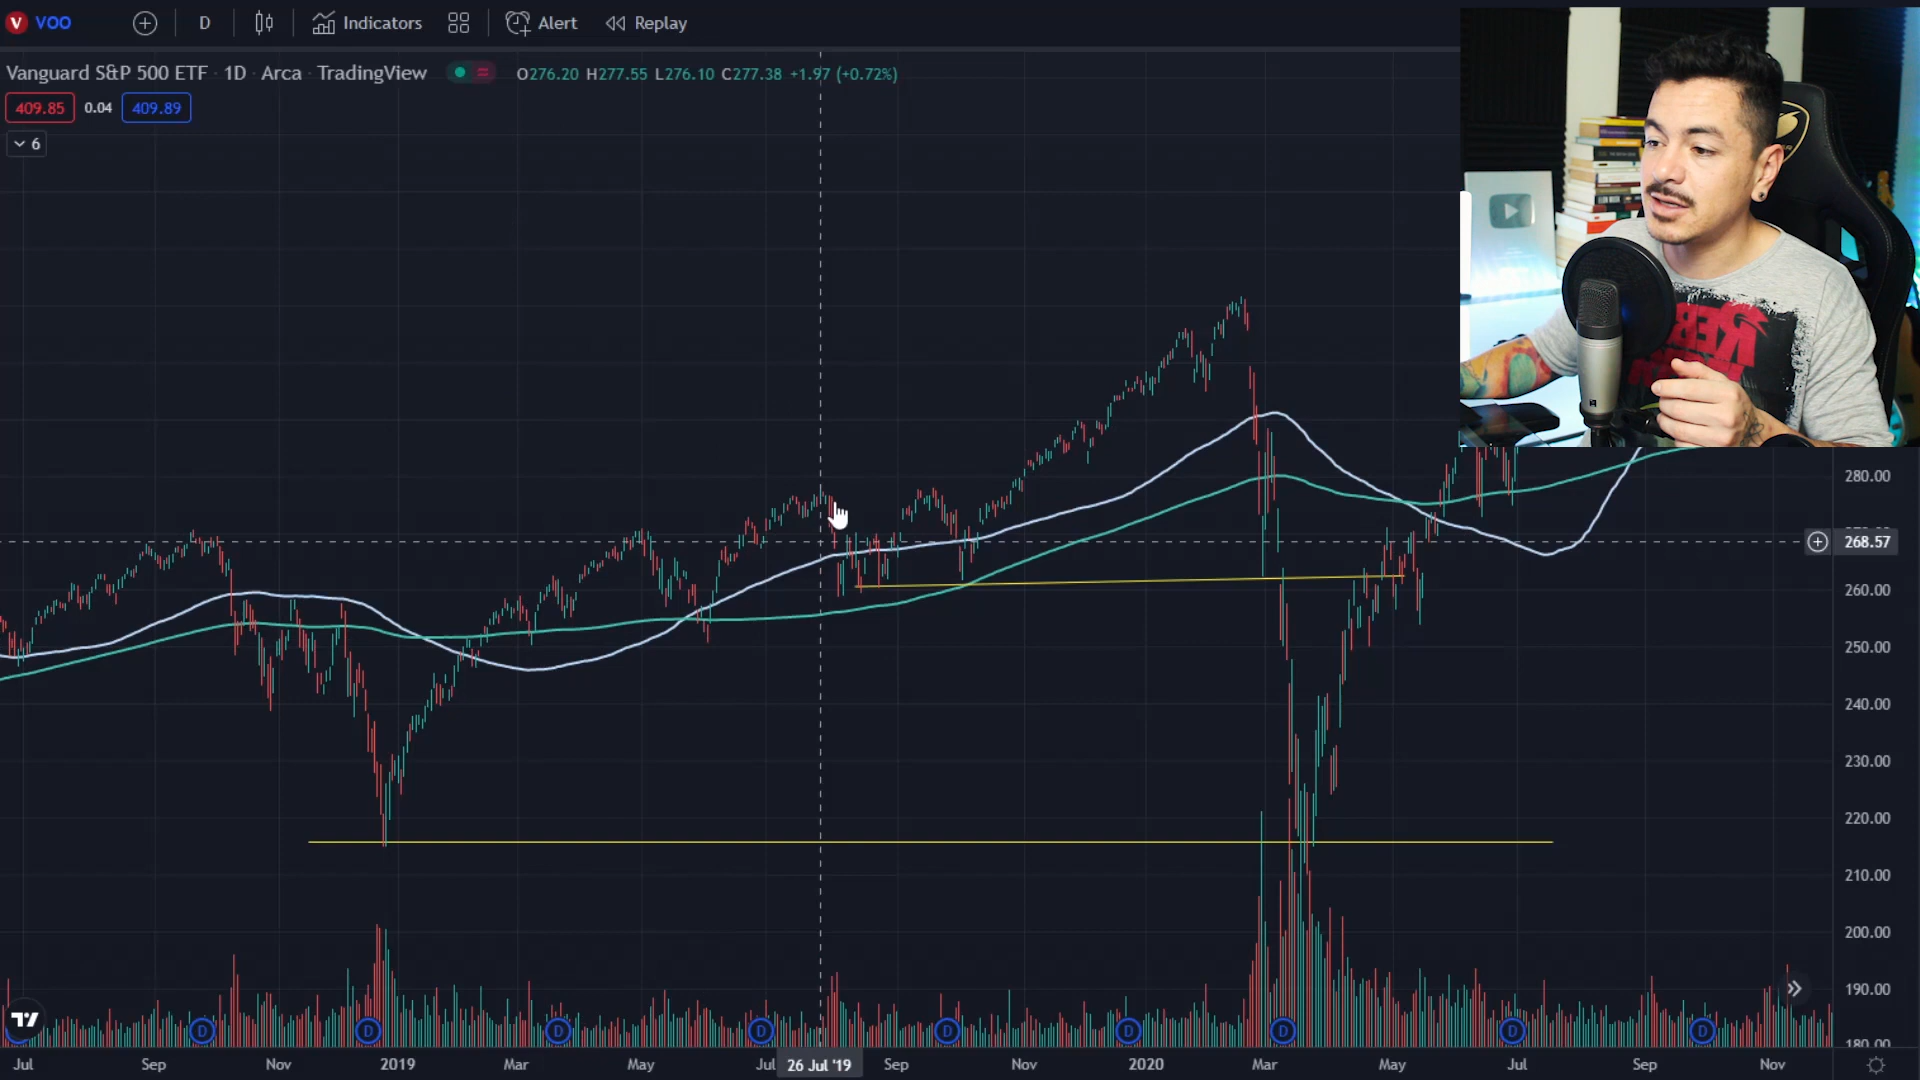 V VOO D Indicators Alert Replay
Vanguard S&P 500 ETF · 1D · Arca · TradingView O276.20 H277.55 L276.10 C277.38 +1.97 (+0.72%)
409.85 0.04 409.89
6
REBEL
280.00
268.57
260.00
250.00
240.00
230.00
220.00
210.00
200.00
190.00
180.00
D D D D D D D D D
Jul Sep Nov 2019 Mar May Jul 26 Jul '19 Sep Nov 2020 Mar May Jul Sep Nov